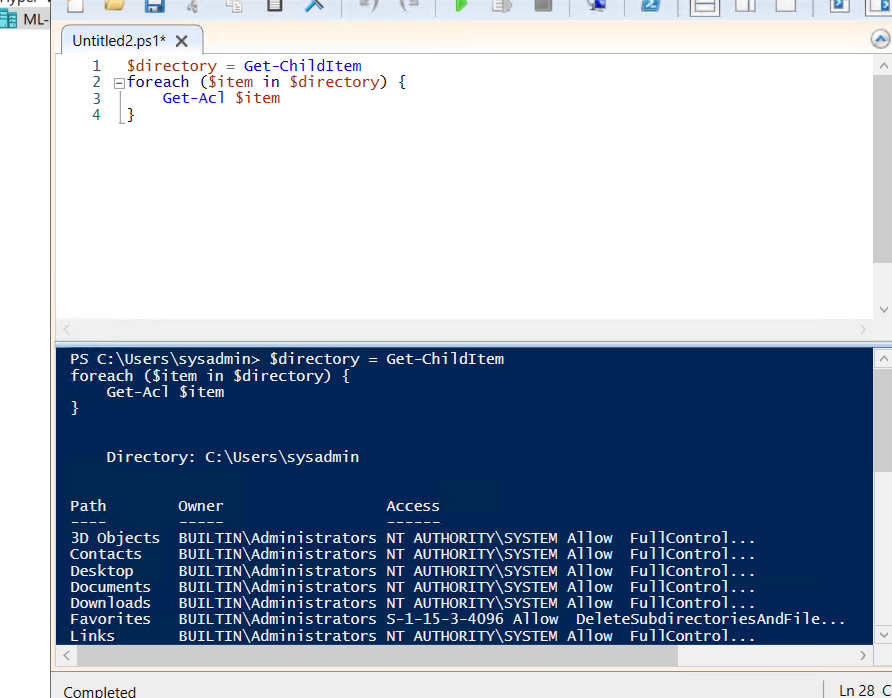 ML-
Untitled2.ps1*
1 $directory = Get-ChildItem
2 foreach ($item in $directory) {
3     Get-Acl $item
4 }
PS C:\Users\sysadmin> $directory = Get-ChildItem
foreach ($item in $directory) {
    Get-Acl $item
}
    Directory: C:\Users\sysadmin
Path Owner Access
---- ----- ------
3D Objects BUILTIN\Administrators NT AUTHORITY\SYSTEM Allow  FullControl...
Contacts BUILTIN\Administrators NT AUTHORITY\SYSTEM Allow  FullControl...
Desktop BUILTIN\Administrators NT AUTHORITY\SYSTEM Allow  FullControl...
Documents BUILTIN\Administrators NT AUTHORITY\SYSTEM Allow  FullControl...
Downloads BUILTIN\Administrators NT AUTHORITY\SYSTEM Allow  FullControl...
Favorites BUILTIN\Administrators S-1-15-3-4096 Allow  DeleteSubdirectoriesAndFile...
Links BUILTIN\Administrators NT AUTHORITY\SYSTEM Allow  FullControl...
Completed
Ln 28 C